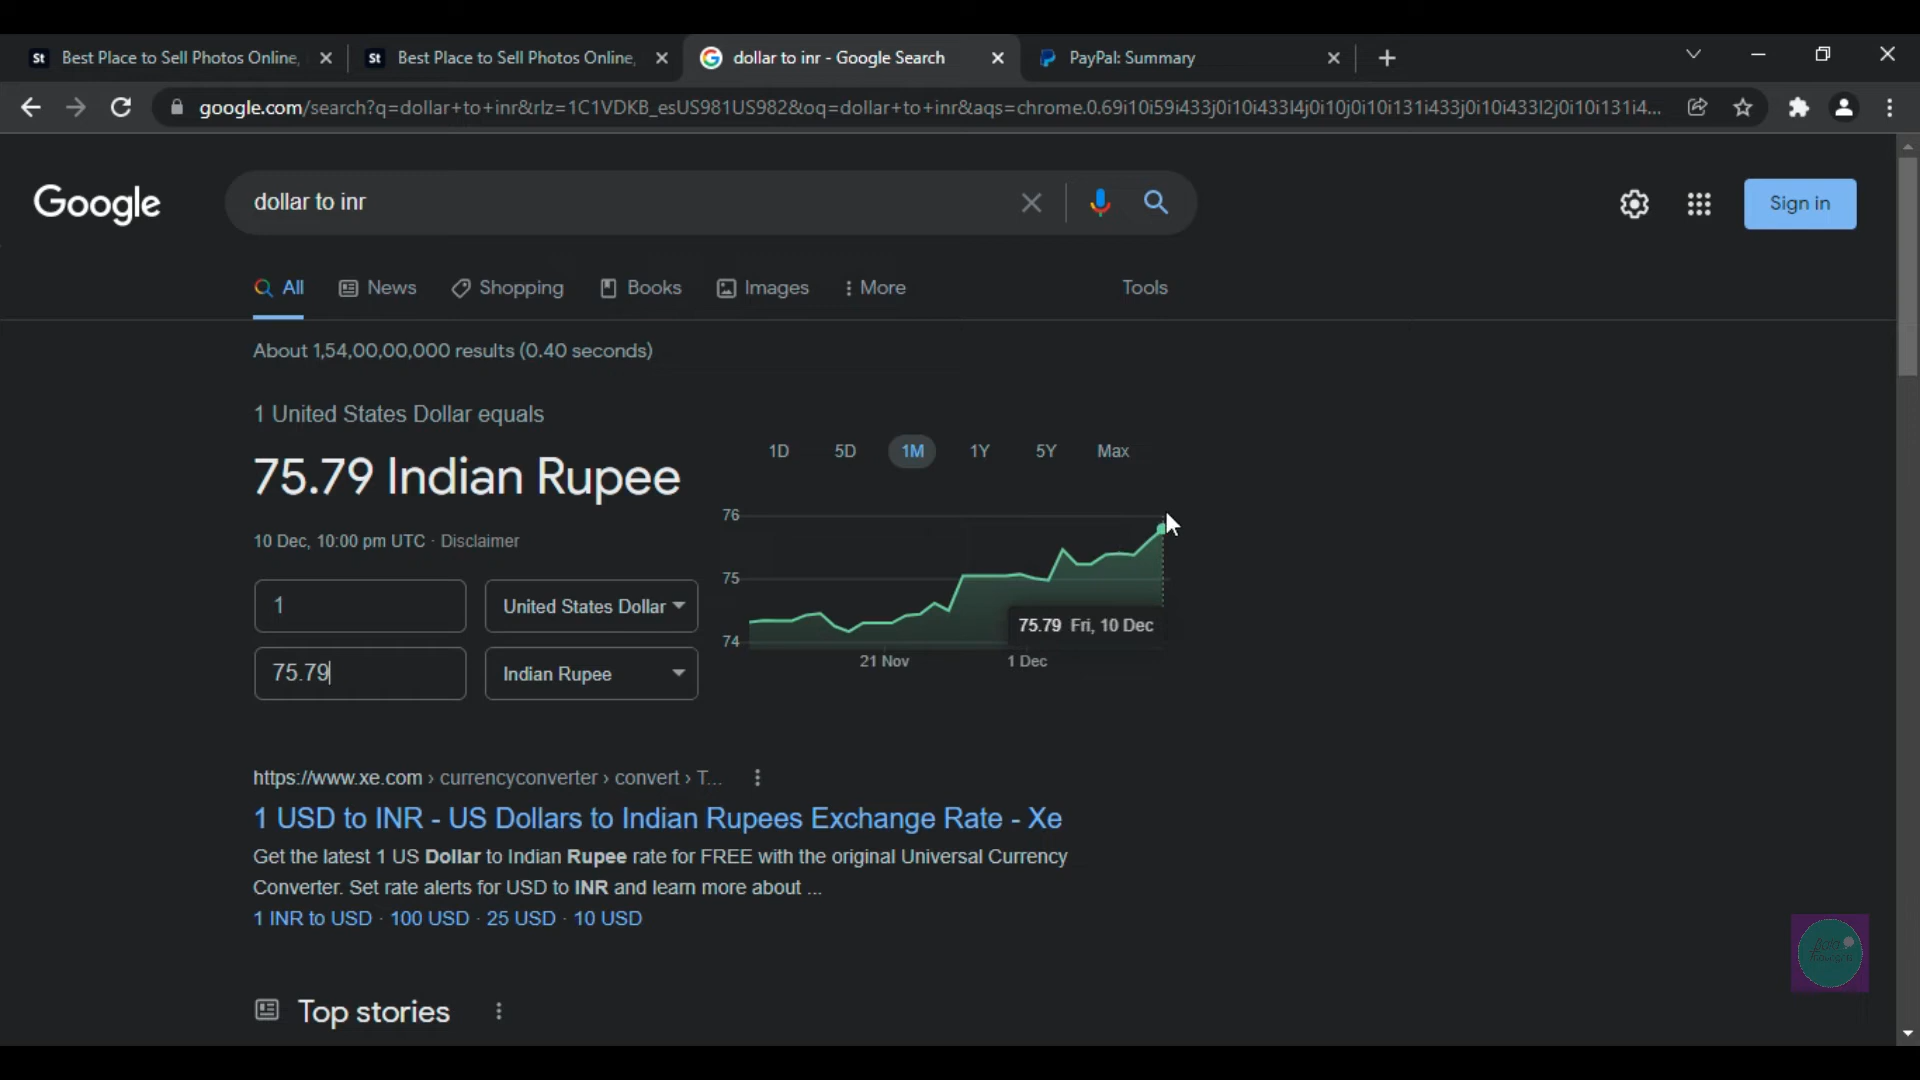 St Best Place to Sell Photos Online,
St Best Place to Sell Photos Online,
dollar to inr - Google Search
PayPal: Summary
google.com/search?q=dollar+to+inr&rlz=1C1VDKB_esUS981US982&oq=dollar+to+inr&aqs=chrome.0.69i10i59i433j0i10i433l4j0i10j0i10i131i433j0i10i433l2j0i10i131i4...
Google
dollar to inr
Sign in
All
News
Shopping
Books
Images
More
Tools
About 1,54,00,00,000 results (0.40 seconds)
1 United States Dollar equals
75.79 Indian Rupee
10 Dec, 10:00 pm UTC · Disclaimer
1
United States Dollar
75.79
Indian Rupee
1D 5D 1M 1Y 5Y Max
76
75
74
75.79 Fri, 10 Dec
21 Nov
1 Dec
https://www.xe.com › currencyconverter › convert › T...
1 USD to INR - US Dollars to Indian Rupees Exchange Rate - Xe
Get the latest 1 US Dollar to Indian Rupee rate for FREE with the original Universal Currency
Converter. Set rate alerts for USD to INR and learn more about ...
1 INR to USD · 100 USD · 25 USD · 10 USD
Top stories